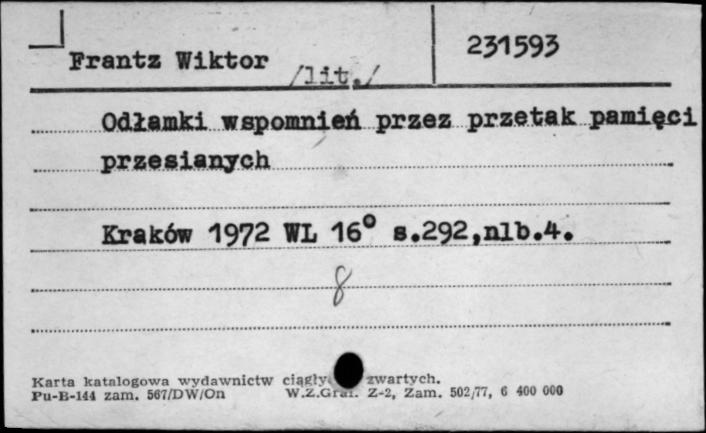 Frantz Wiktor /lit./ 231593
Odłamki wspomnień przez przetak pamięci
przesianych
Kraków 1972 WL 16° s.292,nlb.4.
8
Karta katalogowa wydawnictw ciągły zwartych.
Pu-B-144 zam. 567/DW/On W.Z.Graf. Z-2, Zam. 502/77, 6 400 000